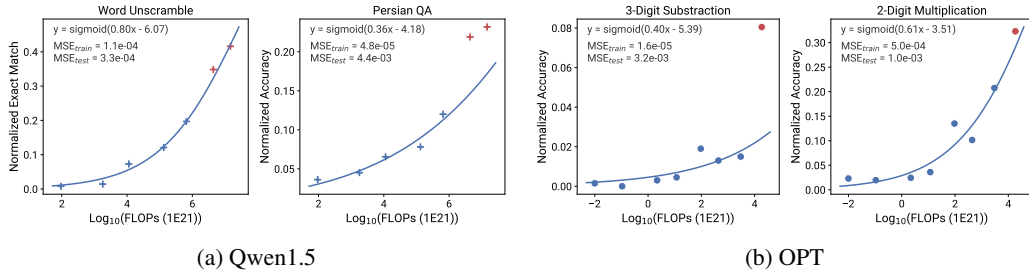 Word Unscramble
y = sigmoid(0.80x - 6.07)
MSE_train = 1.1e-04
MSE_test = 3.3e-04
Normalized Exact Match
0.4
0.3
0.2
0.1
0.0
2 4 6
Log10(FLOPs (1E21))
Persian QA
y = sigmoid(0.36x - 4.18)
MSE_train = 4.8e-05
MSE_test = 4.4e-03
Normalized Accuracy
0.20
0.15
0.10
0.05
2 4 6
Log10(FLOPs (1E21))
(a) Qwen1.5
3-Digit Substraction
y = sigmoid(0.40x - 5.39)
MSE_train = 1.6e-05
MSE_test = 3.2e-03
Normalized Accuracy
0.08
0.06
0.04
0.02
0.00
−2 −1 0 1 2 3 4
Log10(FLOPs (1E21))
2-Digit Multiplication
y = sigmoid(0.61x - 3.51)
MSE_train = 5.0e-04
MSE_test = 1.0e-03
Normalized Accuracy
0.30
0.25
0.20
0.15
0.10
0.05
0.00
−2 −1 0 1 2 3 4
Log10(FLOPs (1E21))
(b) OPT